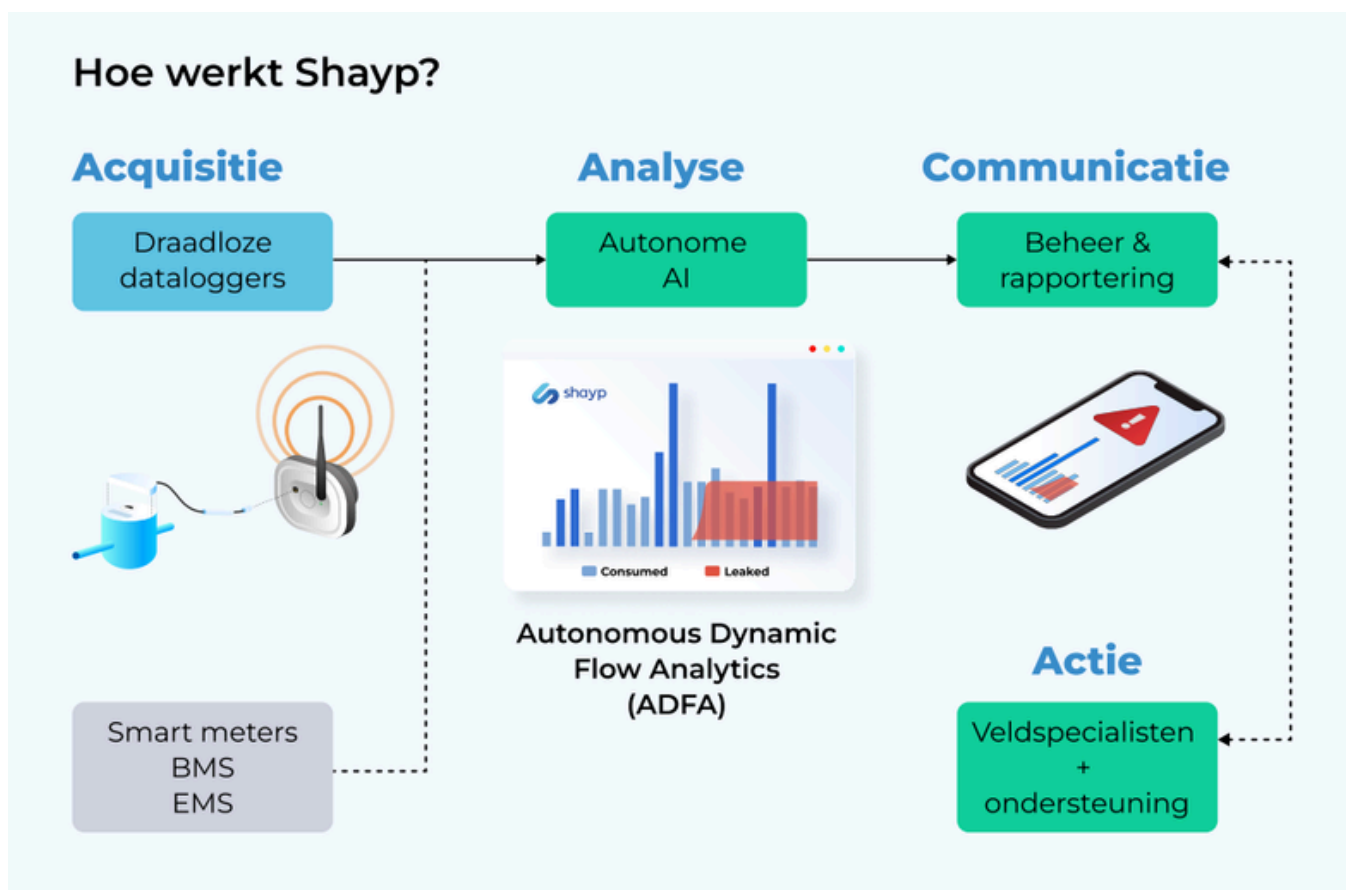 Hoe werkt Shayp?
Acquisitie
Draadloze
dataloggers
Smart meters
BMS
EMS
Analyse
Autonome
AI
shayp
Consumed
Leaked
Autonomous Dynamic
Flow Analytics
(ADFA)
Communicatie
Beheer &
rapportering
!
Actie
Veldspecialisten
+
ondersteuning